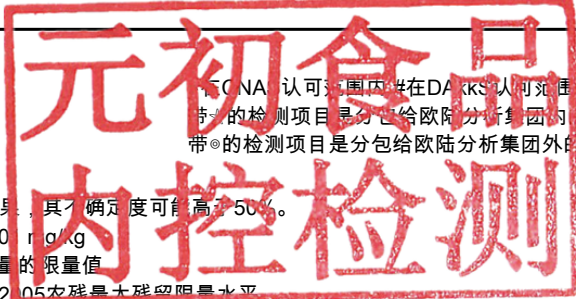 元初食品
内控检测
在CNAS认可范围内 #在DAkkS认可范围
带☆的检测项目是分包给欧陆分析集团内
带◎的检测项目是分包给欧陆分析集团外的
果，其不确定度可能高于50%。
01 mg/kg
量的限量值
2005农残最大残留限量水平